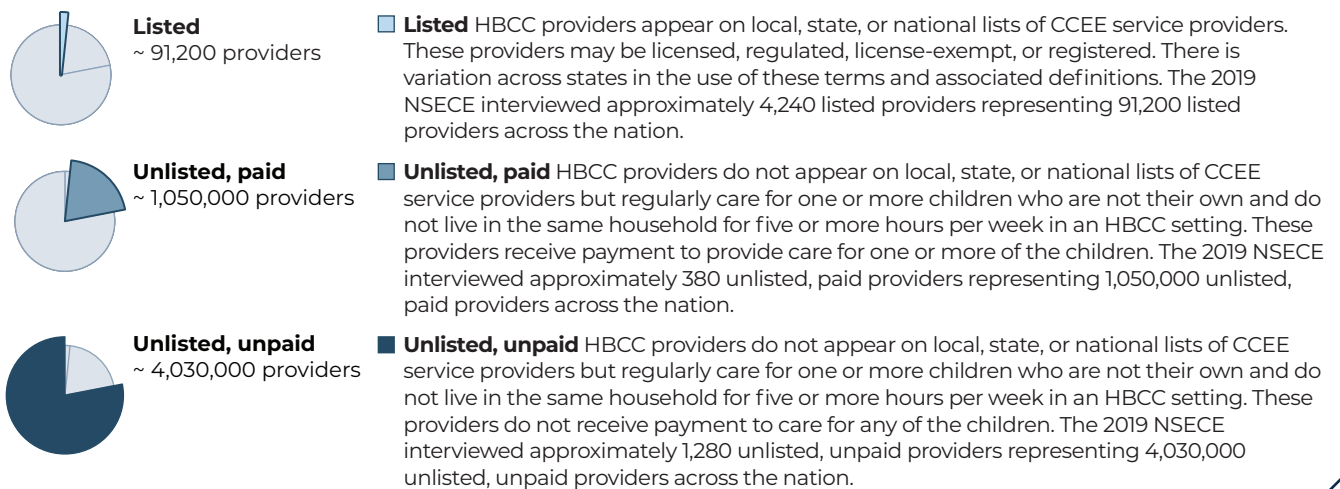 Listed
~ 91,200 providers
Listed HBCC providers appear on local, state, or national lists of CCEE service providers.
These providers may be licensed, regulated, license-exempt, or registered. There is
variation across states in the use of these terms and associated definitions. The 2019
NSECE interviewed approximately 4,240 listed providers representing 91,200 listed
providers across the nation.
Unlisted, paid
~ 1,050,000 providers
Unlisted, paid HBCC providers do not appear on local, state, or national lists of CCEE
service providers but regularly care for one or more children who are not their own and do
not live in the same household for five or more hours per week in an HBCC setting. These
providers receive payment to provide care for one or more of the children. The 2019 NSECE
interviewed approximately 380 unlisted, paid providers representing 1,050,000 unlisted,
paid providers across the nation.
Unlisted, unpaid
~ 4,030,000 providers
Unlisted, unpaid HBCC providers do not appear on local, state, or national lists of CCEE
service providers but regularly care for one or more children who are not their own and do
not live in the same household for five or more hours per week in an HBCC setting. These
providers do not receive payment to care for any of the children. The 2019 NSECE
interviewed approximately 1,280 unlisted, unpaid providers representing 4,030,000
unlisted, unpaid providers across the nation.